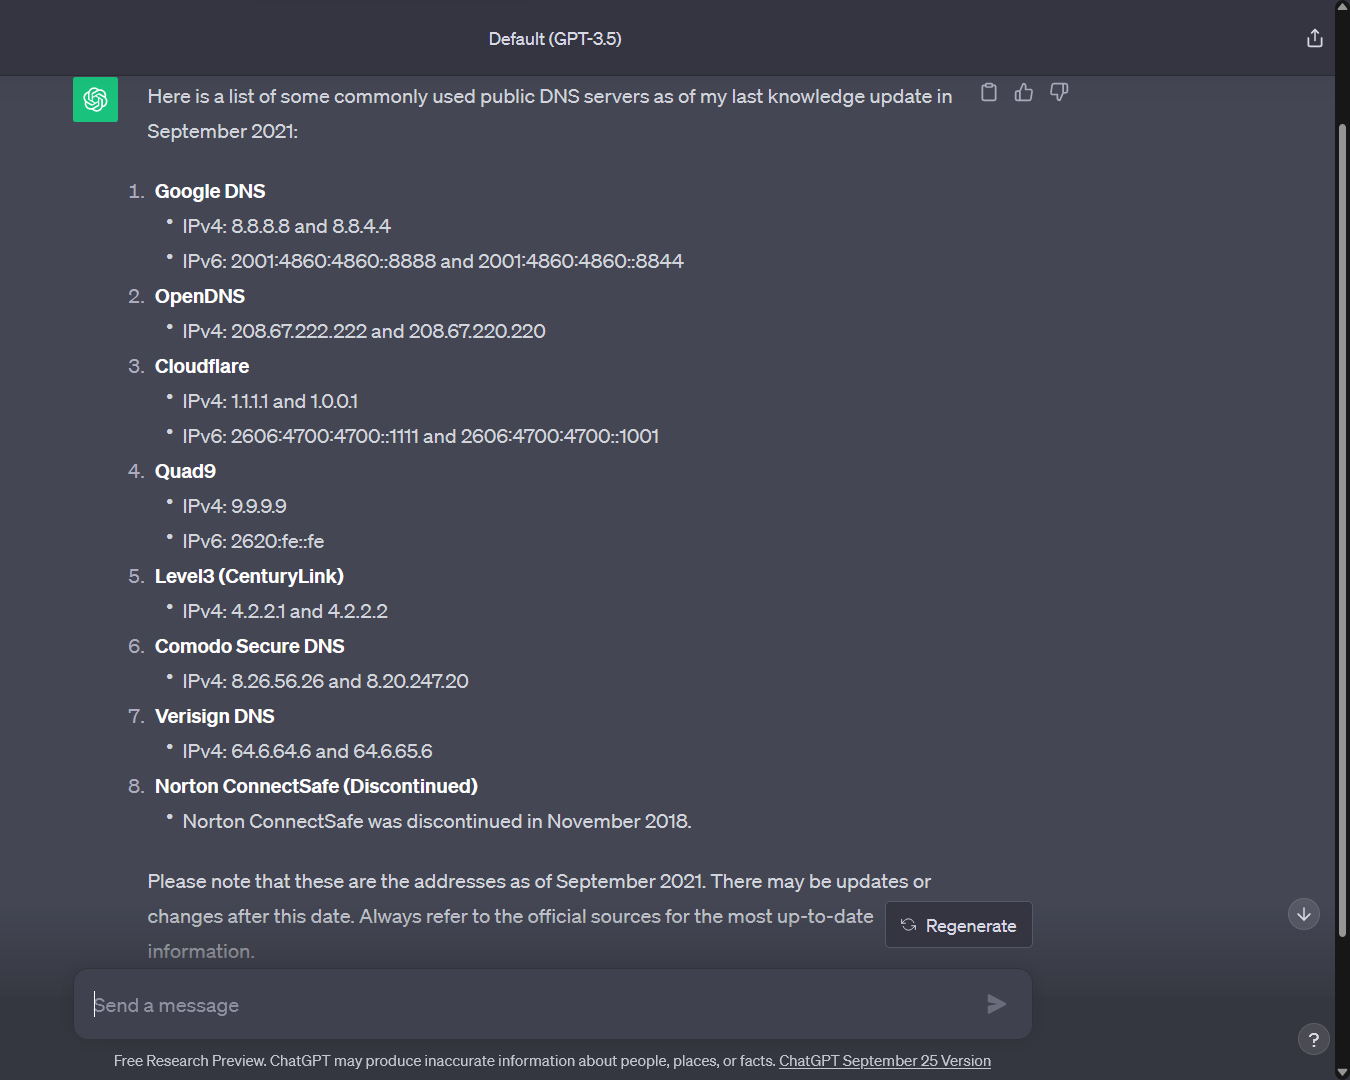 Default (GPT-3.5)
Here is a list of some commonly used public DNS servers as of my last knowledge update in
September 2021:
1. Google DNS
• IPv4: 8.8.8.8 and 8.8.4.4
• IPv6: 2001:4860:4860::8888 and 2001:4860:4860::8844
2. OpenDNS
• IPv4: 208.67.222.222 and 208.67.220.220
3. Cloudflare
• IPv4: 1.1.1.1 and 1.0.0.1
• IPv6: 2606:4700:4700::1111 and 2606:4700:4700::1001
4. Quad9
• IPv4: 9.9.9.9
• IPv6: 2620:fe::fe
5. Level3 (CenturyLink)
• IPv4: 4.2.2.1 and 4.2.2.2
6. Comodo Secure DNS
• IPv4: 8.26.56.26 and 8.20.247.20
7. Verisign DNS
• IPv4: 64.6.64.6 and 64.6.65.6
8. Norton ConnectSafe (Discontinued)
• Norton ConnectSafe was discontinued in November 2018.
Please note that these are the addresses as of September 2021. There may be updates or
changes after this date. Always refer to the official sources for the most up-to-date
information.
Regenerate
Send a message
Free Research Preview. ChatGPT may produce inaccurate information about people, places, or facts. ChatGPT September 25 Version
?